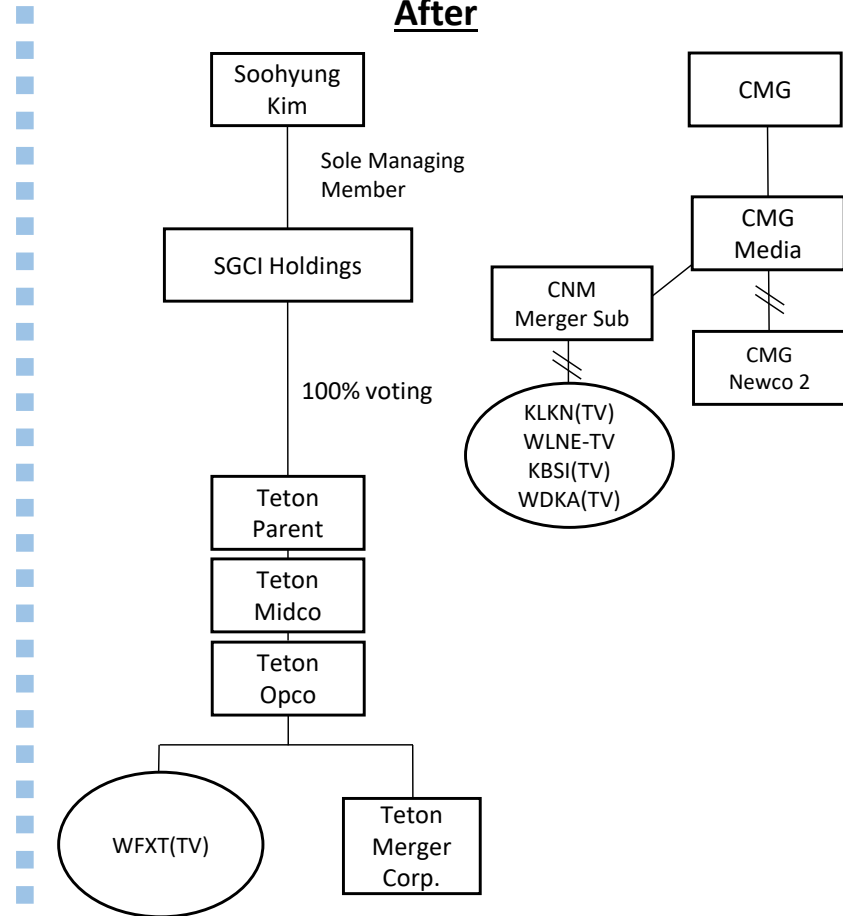 After
Soohyung
Kim
Sole Managing
Member
SGCI Holdings
100% voting
Teton
Parent
Teton
Midco
Teton
Opco
WFXT(TV)
Teton
Merger
Corp.
CMG
CMG
Media
CNM
Merger Sub
CMG
Newco 2
KLKN(TV)
WLNE-TV
KBSI(TV)
WDKA(TV)